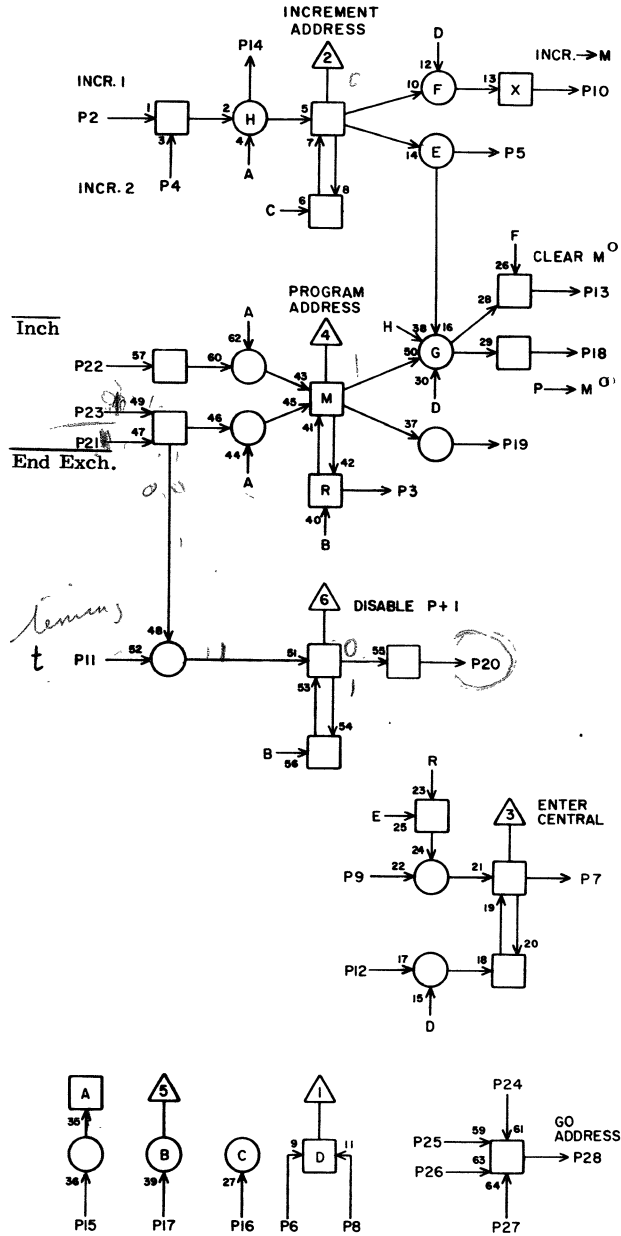 INCREMENT
ADDRESS
2
P14
D
INCR.→M
INCR. 1
12
10
F
13
X
P10
P2
1
3
2
H
4
5
7
8
14
E
P5
P4
A
INCR. 2
C
6
F
CLEAR M⁰
26
28
P13
PROGRAM
ADDRESS
4
A
Inch
62
H
38
16
50
G
29
P18
30
D
P→M⁰
P22
57
60
43
45
M
41
42
P23
49
P21
47
46
44
A
37
P19
End Exch.
R
40
P3
B
6
DISABLE P+1
t
P11
48
52
51
53
54
55
P20
B
56
R
23
E
25
24
3
ENTER
CENTRAL
P9
22
21
P7
19
20
P12
17
18
15
D
A
35
36
P15
5
B
39
P17
C
27
P16
1
9
D
11
P6
P8
P24
GO
ADDRESS
P25
59
61
P26
63
64
P28
P27